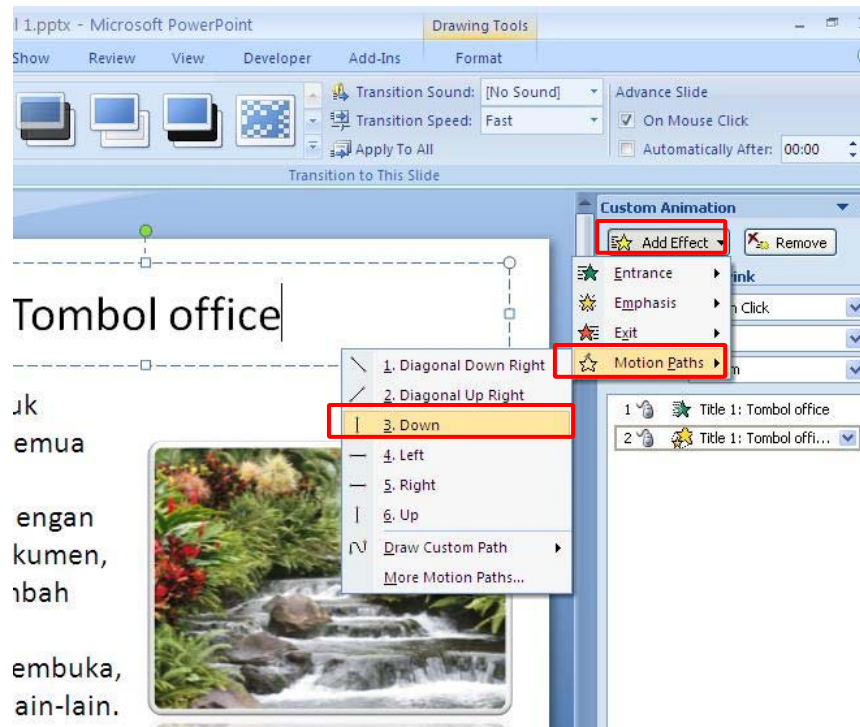 l 1.pptx - Microsoft PowerPoint
Drawing Tools
Show Review View Developer Add-Ins Format
Transition Sound: [No Sound]
Transition Speed: Fast
Apply To All
Advance Slide
On Mouse Click
Automatically After: 00:00
Transition to This Slide
Custom Animation
Add Effect Remove
Entrance
Emphasis
Exit
Motion Paths
ink
n Click
m
1. Diagonal Down Right
2. Diagonal Up Right
3. Down
4. Left
5. Right
6. Up
Draw Custom Path
More Motion Paths...
1 Title 1: Tombol office
2 Title 1: Tombol offi...
Tombol office
uk
emua
engan
kumen,
nbah
embuka,
ain-lain.